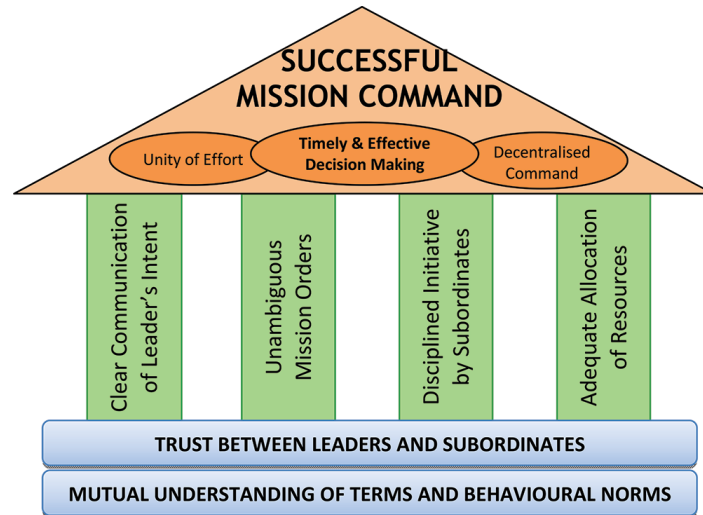 SUCCESSFUL
MISSION COMMAND
Unity of Effort
Timely & Effective
Decision Making
Decentralised
Command
Clear Communication
of Leader's Intent
Unambiguous
Mission Orders
Disciplined Initiative
by Subordinates
Adequate Allocation
of Resources
TRUST BETWEEN LEADERS AND SUBORDINATES
MUTUAL UNDERSTANDING OF TERMS AND BEHAVIOURAL NORMS